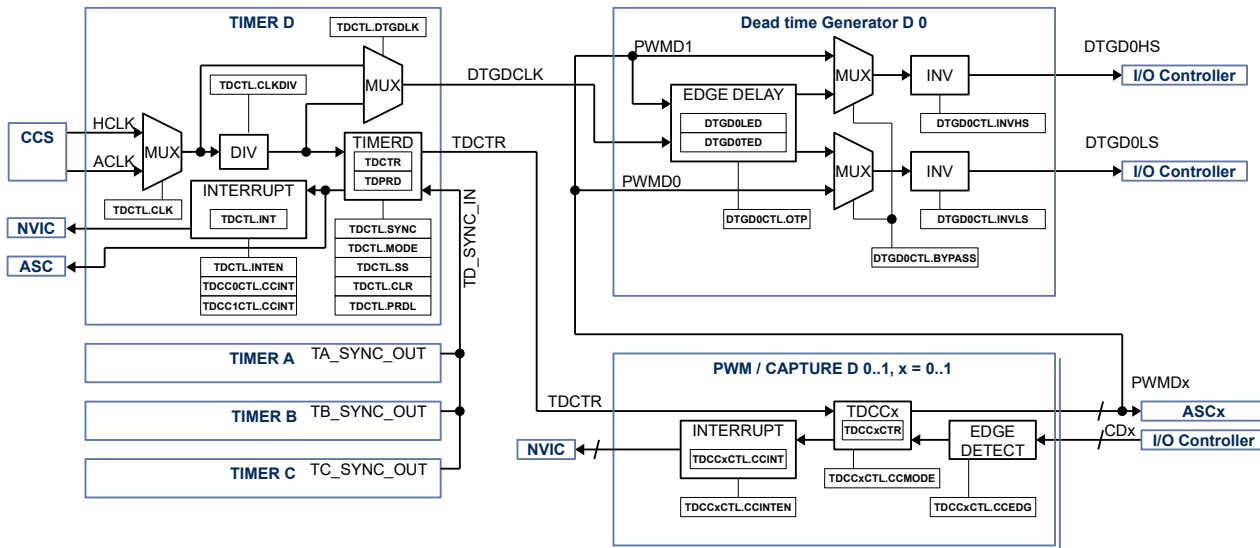 TIMER D
TDCTL.DTGDLK
TDCTL.CLKDIV
CCS
HCLK
ACLK
MUX
TDCTL.CLK
DIV
MUX
DTGDCLK
TIMERD
TDCTR
TDPRD
TDCTR
INTERRUPT
TDCTL.INT
NVIC
ASC
TDCTL.INTEN
TDCC0CTL.CCINT
TDCC1CTL.CCINT
TDCTL.SYNC
TDCTL.MODE
TDCTL.SS
TDCTL.CLR
TDCTL.PRDL
TD_SYNC_IN
TIMER A
TA_SYNC_OUT
TIMER B
TB_SYNC_OUT
TIMER C
TC_SYNC_OUT
Dead time Generator D 0
PWMD1
EDGE DELAY
DTGD0LED
DTGD0TED
PWMD0
DTGD0CTL.OTP
MUX
INV
DTGD0CTL.INVHS
DTGD0HS
I/O Controller
MUX
INV
DTGD0CTL.INVLS
DTGD0LS
I/O Controller
DTGD0CTL.BYPASS
PWM / CAPTURE D 0..1, x = 0..1
TDCTR
TDCCx
TDCCxCTR
PWMDx
ASCx
NVIC
INTERRUPT
TDCCxCTL.CCINT
EDGE
DETECT
CDx
I/O Controller
TDCCxCTL.CCMODE
TDCCxCTL.CCINTEN
TDCCxCTL.CCEDG